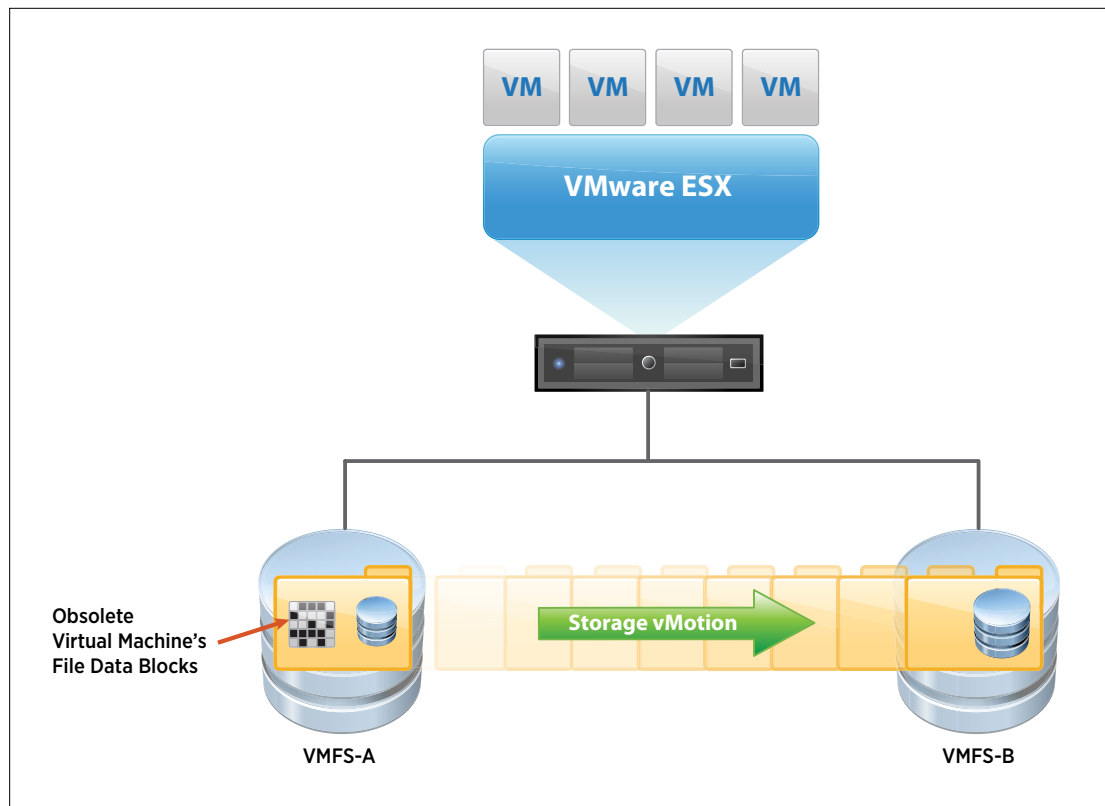 VM VM VM VM
VMware ESX
Storage vMotion
Obsolete
Virtual Machine's
File Data Blocks
VMFS-A
VMFS-B